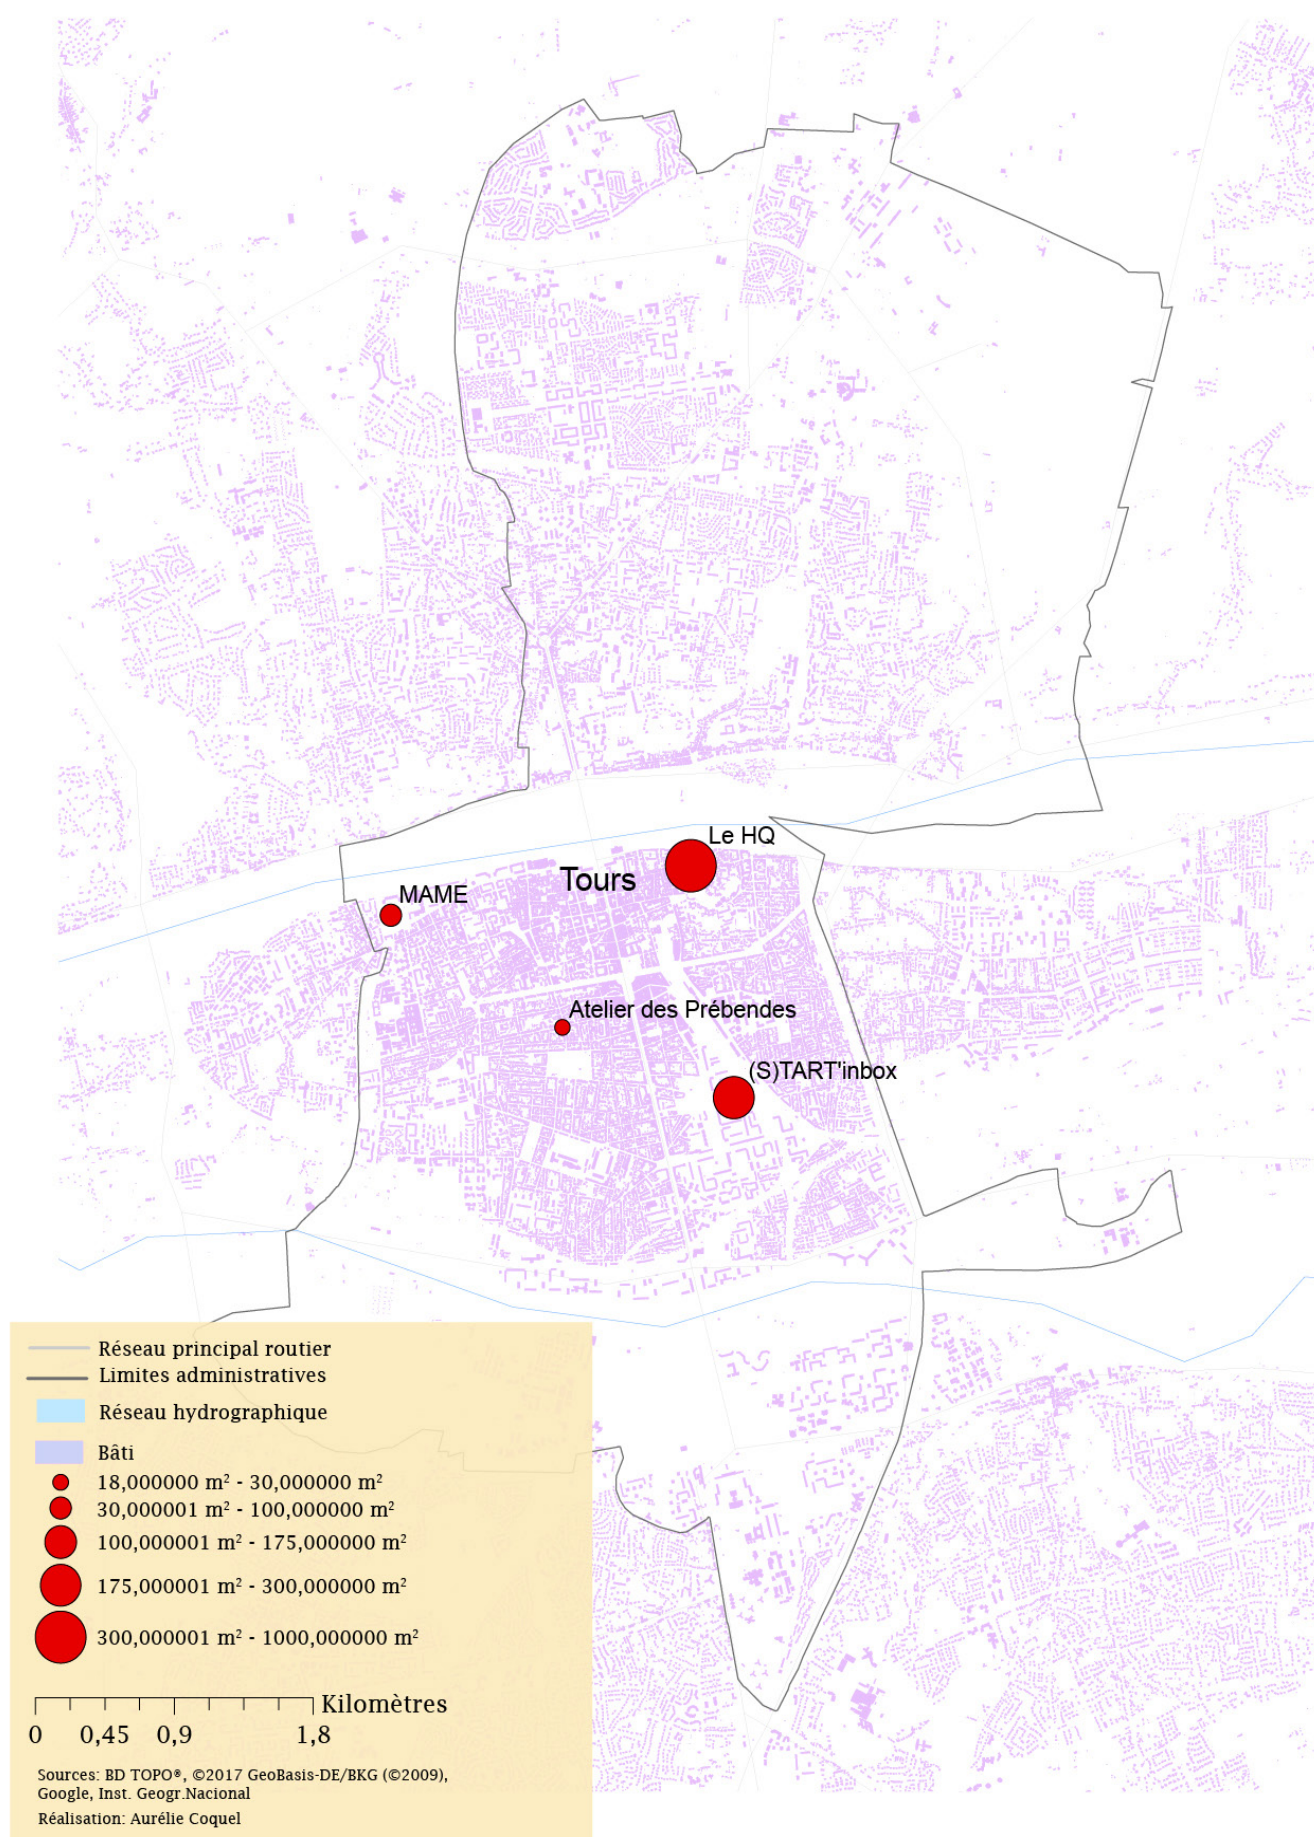 Le HQ
Tours
MAME
Atelier des Prébendes
(S)TART'inbox
Réseau principal routier
Limites administratives
Réseau hydrographique
Bâti
18,000000 m² - 30,000000 m²
30,000001 m² - 100,000000 m²
100,000001 m² - 175,000000 m²
175,000001 m² - 300,000000 m²
300,000001 m² - 1000,000000 m²
Kilomètres
0 0,45 0,9 1,8
Sources: BD TOPO®, ©2017 GeoBasis-DE/BKG (©2009),
Google, Inst. Geogr.Nacional
Réalisation: Aurélie Coquel